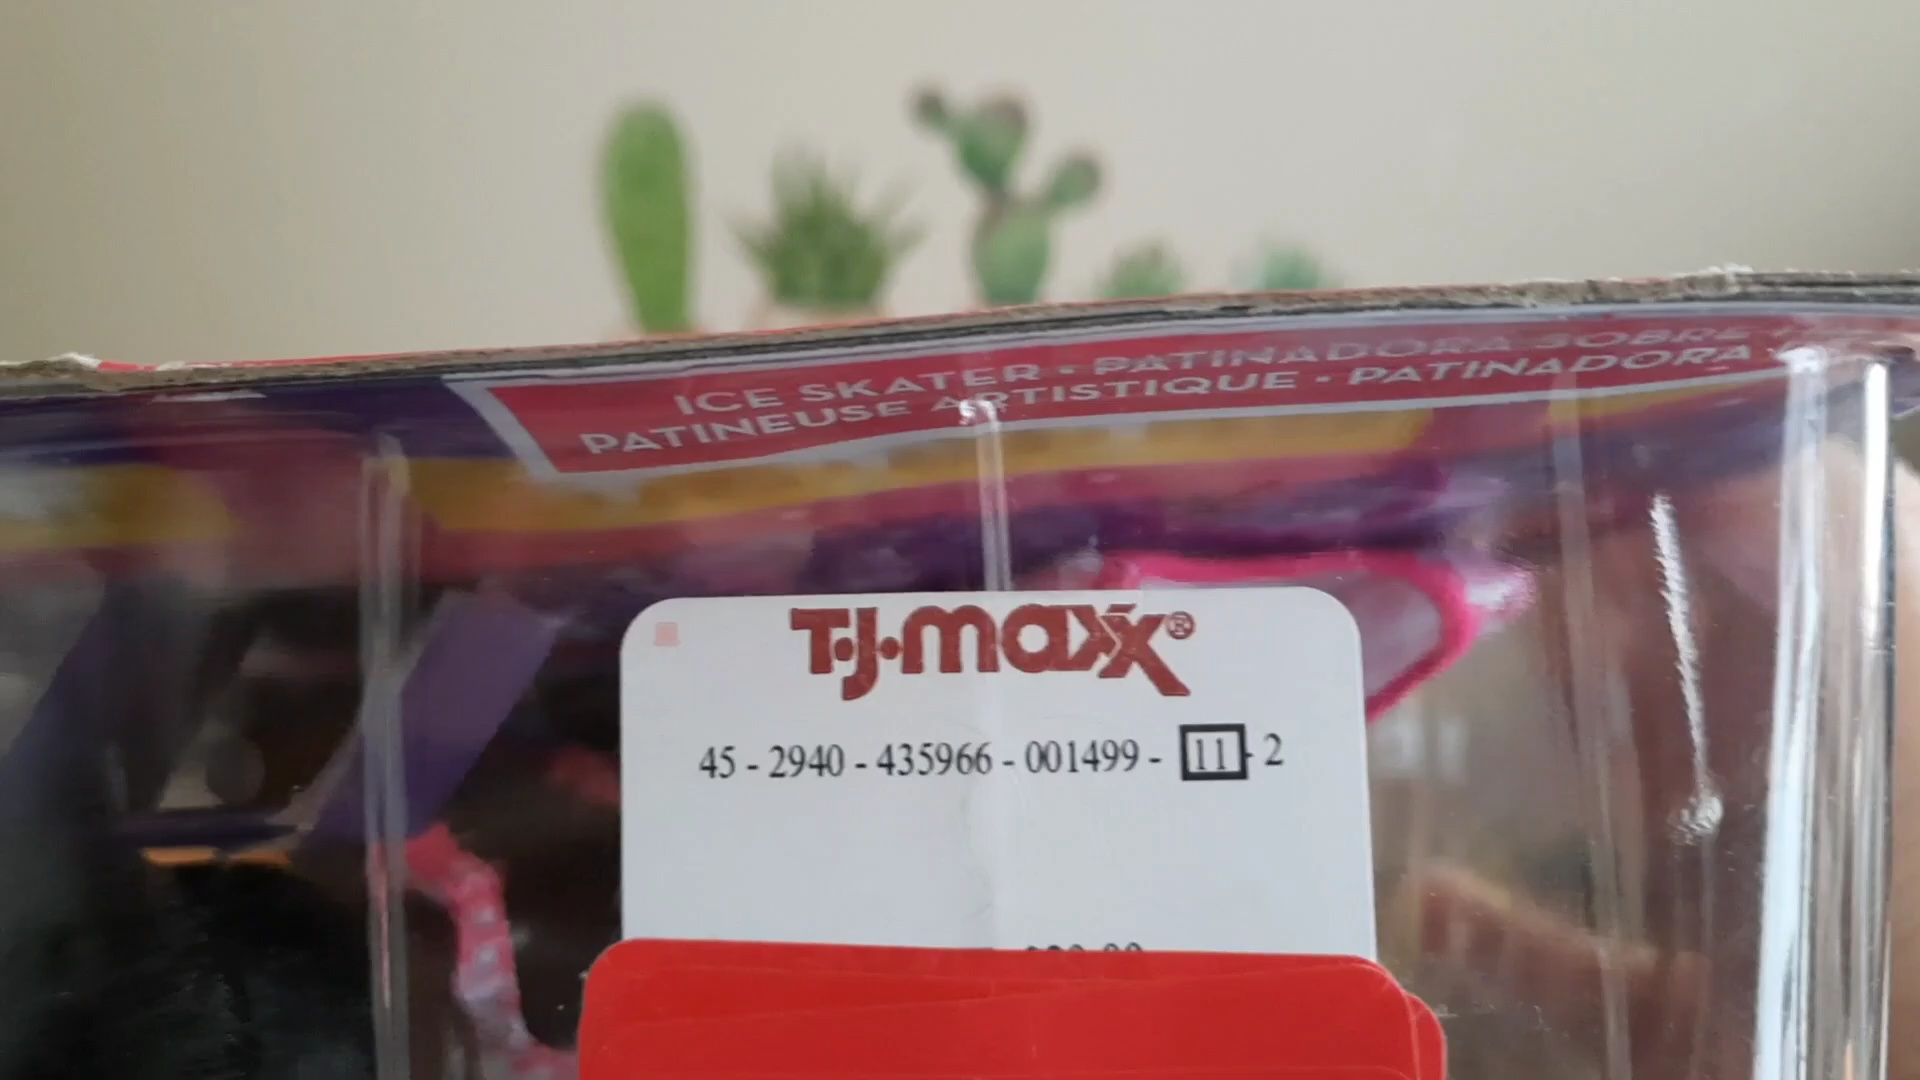 ICE SKATER • PATINADORA SOBRE
PATINEUSE ARTISTIQUE • PATINADORA
T•J•maxx®
45 - 2940 - 435966 - 001499 - 11 - 2